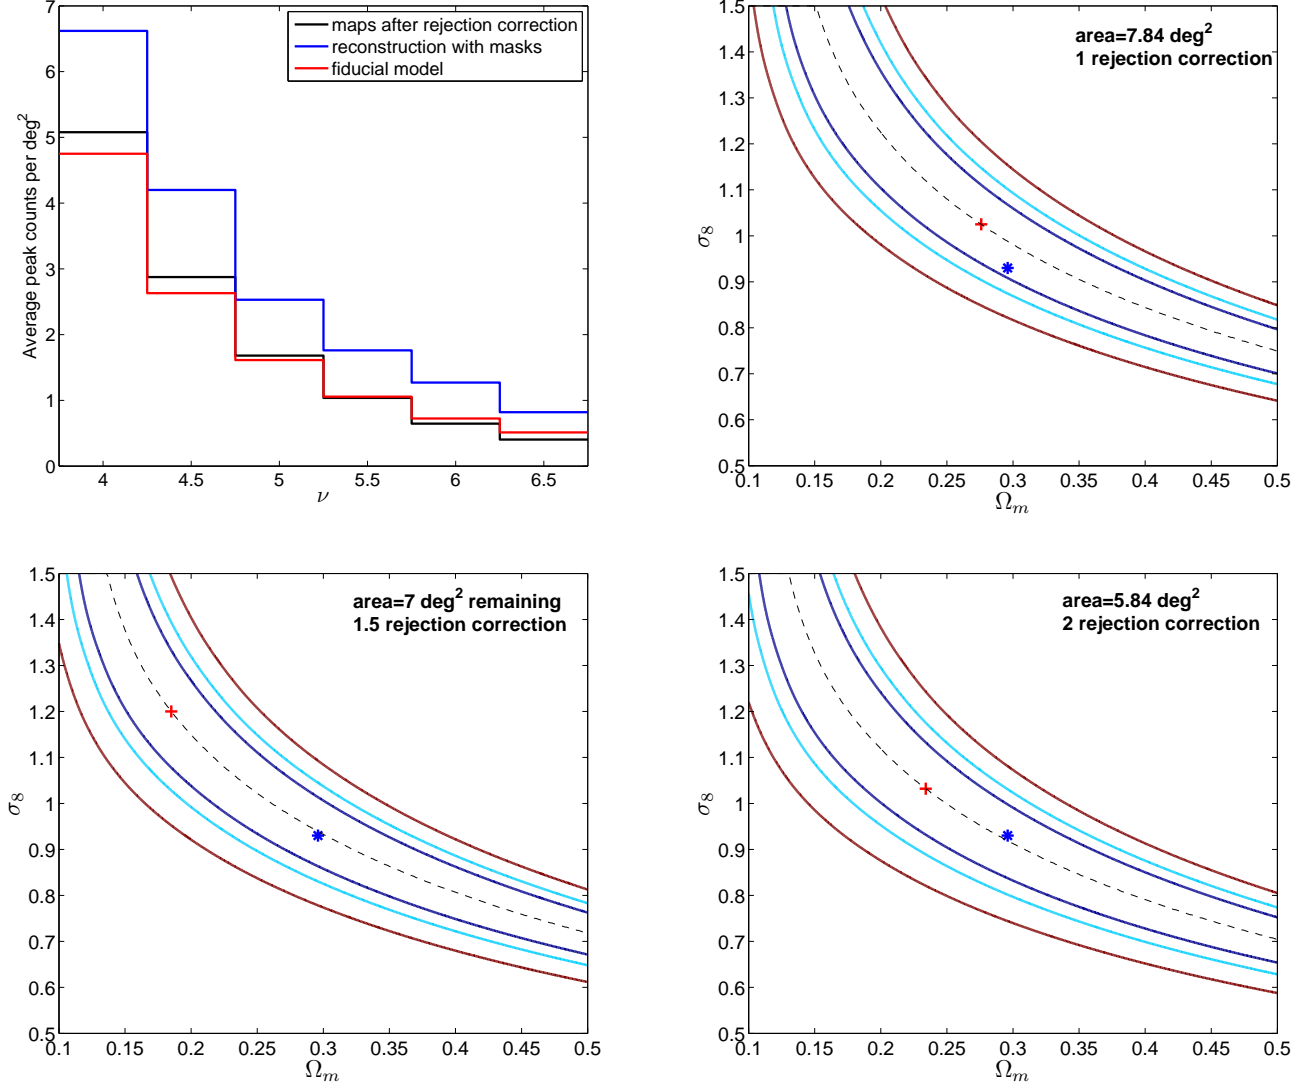 7
6
5
4
3
2
1
0
Average peak counts per deg²
maps after rejection correction
reconstruction with masks
fiducial model
4 4.5 5 5.5 6 6.5
ν
1.5
1.4
1.3
1.2
1.1
1
0.9
0.8
0.7
0.6
0.5
σ₈
area=7.84 deg²
1 rejection correction
0.1 0.15 0.2 0.25 0.3 0.35 0.4 0.45 0.5
Ωₘ
1.5
1.4
1.3
1.2
1.1
1
0.9
0.8
0.7
0.6
0.5
σ₈
area=7 deg² remaining
1.5 rejection correction
0.1 0.15 0.2 0.25 0.3 0.35 0.4 0.45 0.5
Ωₘ
1.5
1.4
1.3
1.2
1.1
1
0.9
0.8
0.7
0.6
0.5
σ₈
area=5.84 deg²
2 rejection correction
0.1 0.15 0.2 0.25 0.3 0.35 0.4 0.45 0.5
Ωₘ